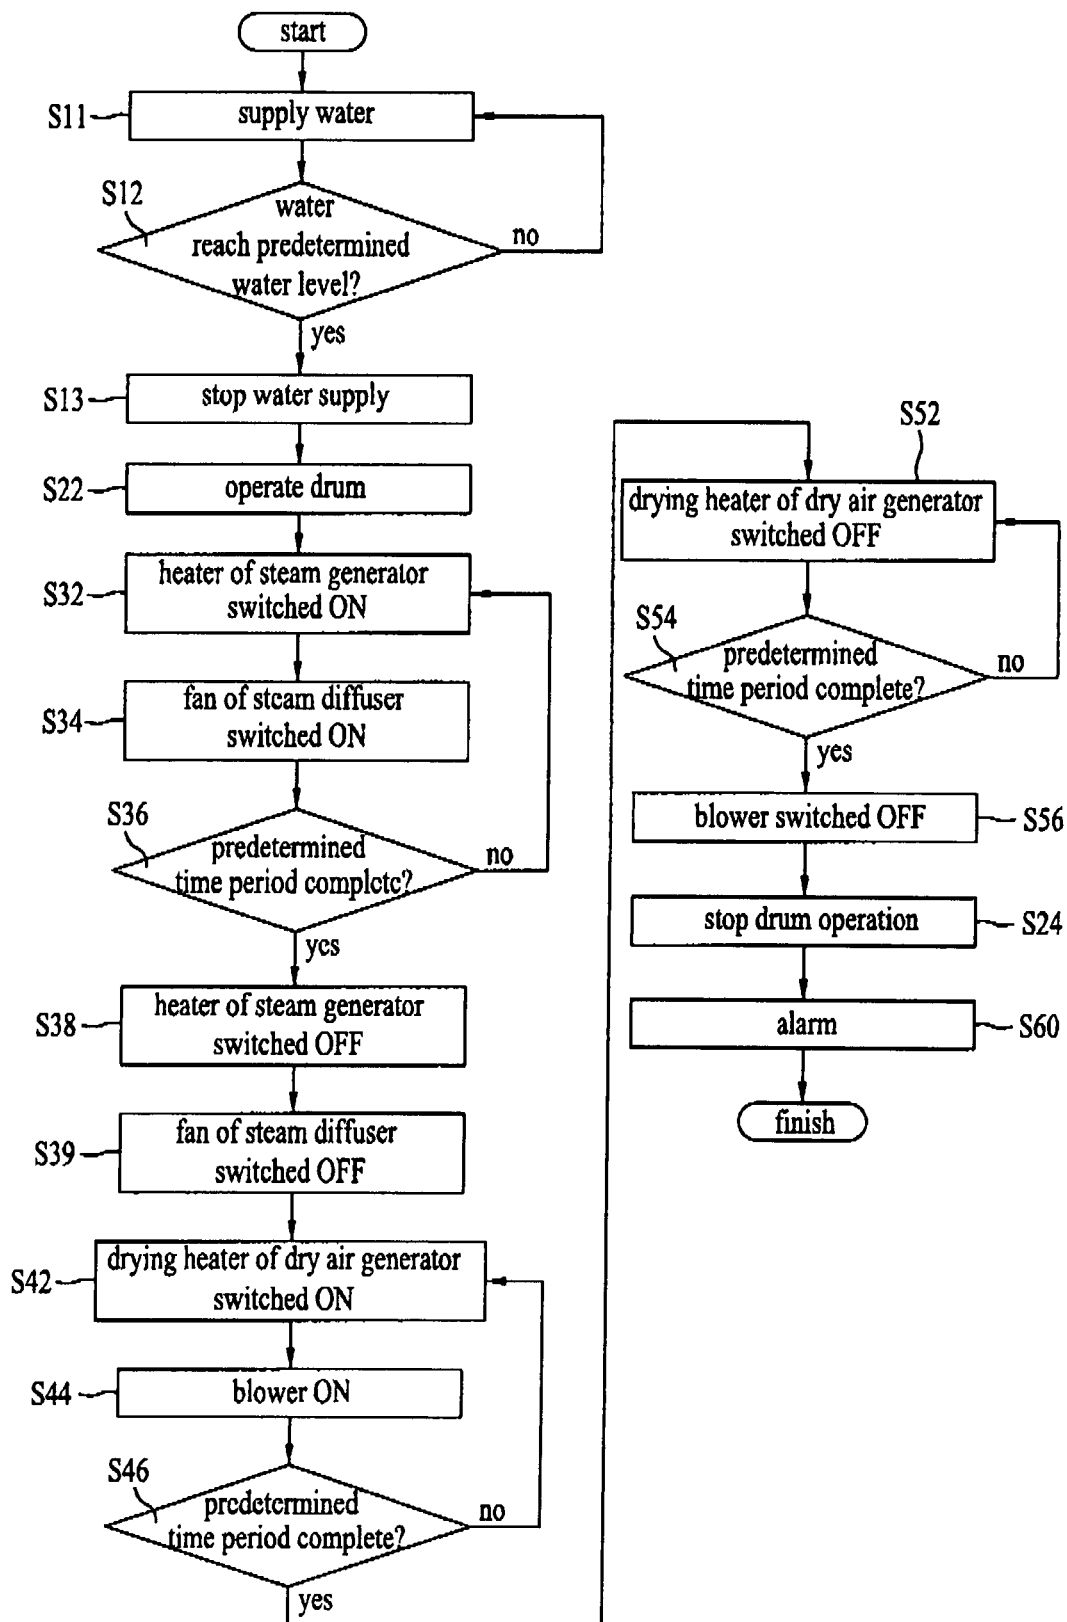 start
S11
supply water
S12
water
reach predetermined
water level?
no
yes
S13
stop water supply
S22
operate drum
S32
heater of steam generator
switched ON
S34
fan of steam diffuser
switched ON
S36
predetermined
time period complete?
no
yes
S38
heater of steam generator
switched OFF
S39
fan of steam diffuser
switched OFF
S42
drying heater of dry air generator
switched ON
S44
blower ON
S46
predetermined
time period complete?
no
yes
S52
drying heater of dry air generator
switched OFF
S54
predetermined
time period complete?
no
yes
blower switched OFF
S56
stop drum operation
S24
alarm
S60
finish